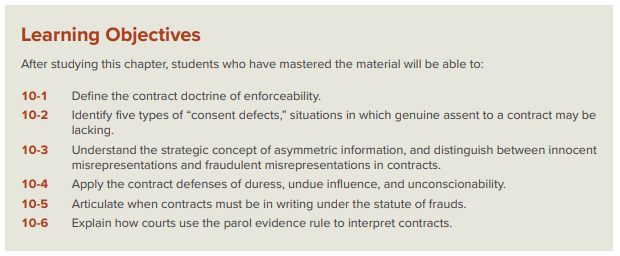 Learning Objectives
After studying this chapter, students who have mastered the material will be able to:
10-1 Define the contract doctrine of enforceability.
10-2 Identify five types of “consent defects,” situations in which genuine assent to a contract may be
lacking.
10-3 Understand the strategic concept of asymmetric information, and distinguish between innocent
misrepresentations and fraudulent misrepresentations in contracts.
10-4 Apply the contract defenses of duress, undue influence, and unconscionability.
10-5 Articulate when contracts must be in writing under the statute of frauds.
10-6 Explain how courts use the parol evidence rule to interpret contracts.